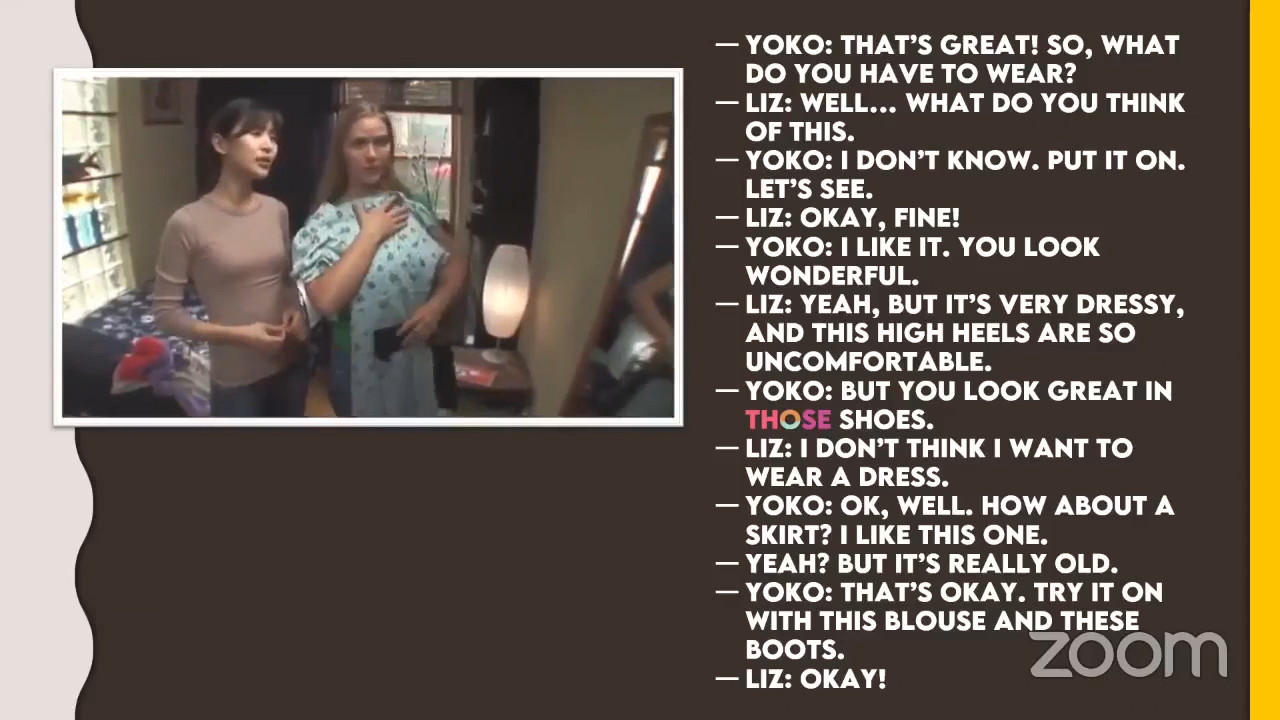 — YOKO: THAT'S GREAT! SO, WHAT
DO YOU HAVE TO WEAR?
— LIZ: WELL... WHAT DO YOU THINK
OF THIS.
— YOKO: I DON'T KNOW. PUT IT ON.
LET'S SEE.
— LIZ: OKAY, FINE!
— YOKO: I LIKE IT. YOU LOOK
WONDERFUL.
— LIZ: YEAH, BUT IT'S VERY DRESSY,
AND THIS HIGH HEELS ARE SO
UNCOMFORTABLE.
— YOKO: BUT YOU LOOK GREAT IN
THOSE SHOES.
— LIZ: I DON'T THINK I WANT TO
WEAR A DRESS.
— YOKO: OK, WELL. HOW ABOUT A
SKIRT? I LIKE THIS ONE.
— YEAH? BUT IT'S REALLY OLD.
— YOKO: THAT'S OKAY. TRY IT ON
WITH THIS BLOUSE AND THESE
BOOTS.
— LIZ: OKAY!
zoom